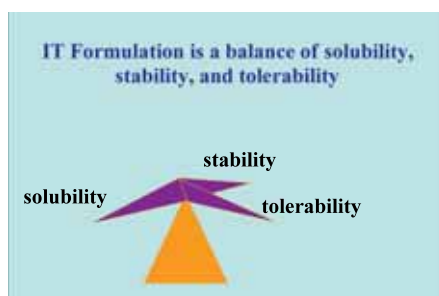 IT Formulation is a balance of solubility,
stability, and tolerability
stability
solubility
tolerability